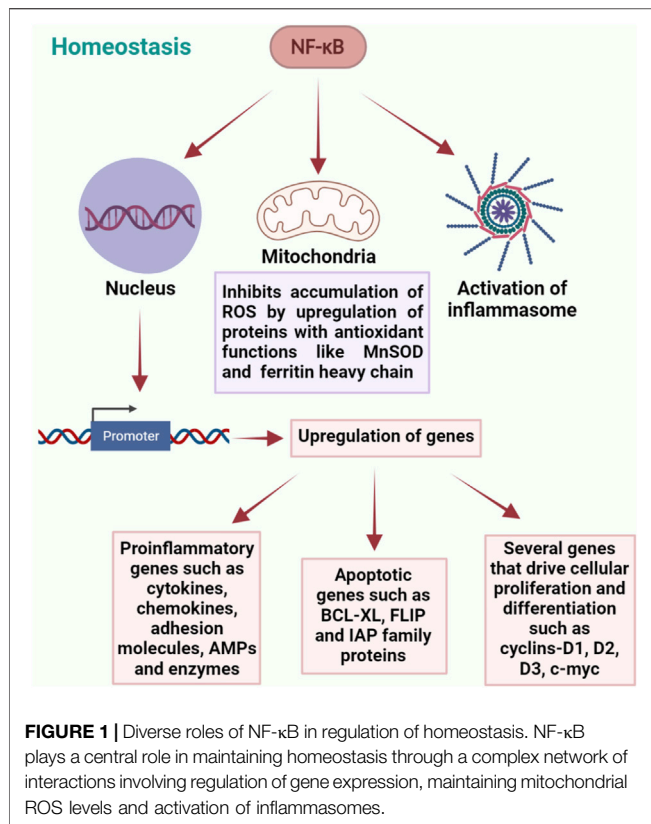 Homeostasis
NF-κB
Nucleus
Mitochondria
Inhibits accumulation of
ROS by upregulation of
proteins with antioxidant
functions like MnSOD
and ferritin heavy chain
Activation of
inflammasome
Promoter
Upregulation of genes
Proinflammatory
genes such as
cytokines,
chemokines,
adhesion
molecules, AMPs
and enzymes
Apoptotic
genes such as
BCL-XL, FLIP
and IAP family
proteins
Several genes
that drive cellular
proliferation and
differentiation
such as
cyclins-D1, D2,
D3, c-myc
FIGURE 1 | Diverse roles of NF-κB in regulation of homeostasis. NF-κB
plays a central role in maintaining homeostasis through a complex network of
interactions involving regulation of gene expression, maintaining mitochondrial
ROS levels and activation of inflammasomes.